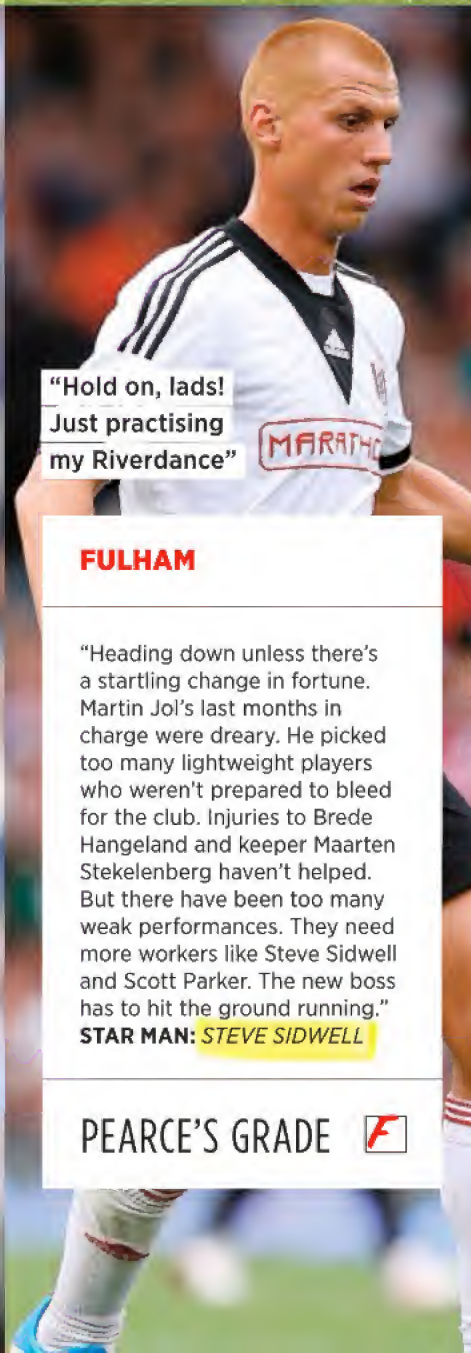 “Hold on, lads!
Just practising
my Riverdance”
MARATHO
FULHAM
“Heading down unless there’s
a startling change in fortune.
Martin Jol’s last months in
charge were dreary. He picked
too many lightweight players
who weren’t prepared to bleed
for the club. Injuries to Brede
Hangeland and keeper Maarten
Stekelenberg haven’t helped.
But there have been too many
weak performances. They need
more workers like Steve Sidwell
and Scott Parker. The new boss
has to hit the ground running.”
STAR MAN: STEVE SIDWELL
PEARCE’S GRADE F